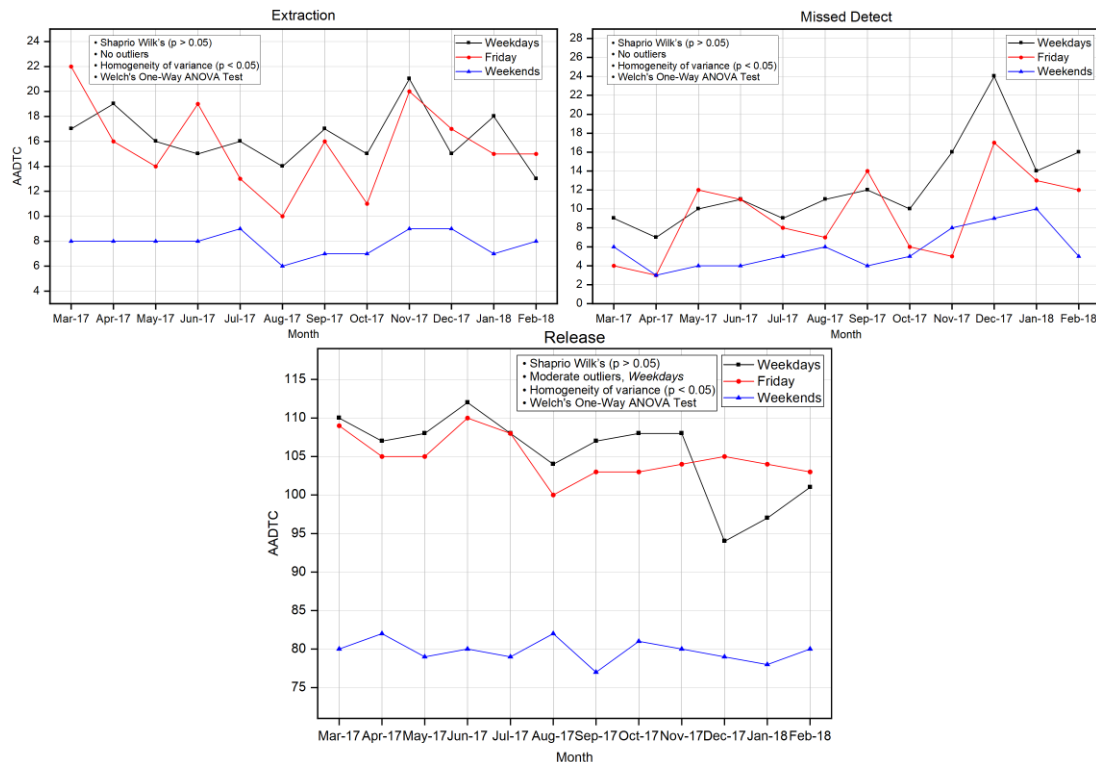 Extraction
• Shaprio Wilk's (p > 0.05)
• No outliers
• Homogeneity of variance (p < 0.05)
• Welch's One-Way ANOVA Test
Weekdays
Friday
Weekends
24
22
20
18
16
14
12
10
8
6
4
AADTC
Mar-17 Apr-17 May-17 Jun-17 Jul-17 Aug-17 Sep-17 Oct-17 Nov-17 Dec-17 Jan-18 Feb-18
Month
Missed Detect
• Shapro Wilk's (p > 0.05)
• No outliers
• Homogeneity of variance (p < 0.05)
• Welch's One-Way ANOVA Test
Weekdays
Friday
Weekends
28
26
24
22
20
18
16
14
12
10
8
6
4
2
0
Mar-17 Apr-17 May-17 Jun-17 Jul-17 Aug-17 Sep-17 Oct-17 Nov-17 Dec-17 Jan-18 Feb-18
Month
Release
• Shaprio Wilk's (p > 0.05)
• Moderate outliers, Weekdays
• Homogeneity of variance (p < 0.05)
• Welch's One-Way ANOVA Test
Weekdays
Friday
Weekends
115
110
105
100
95
90
85
80
75
AADTC
Mar-17 Apr-17 May-17 Jun-17 Jul-17 Aug-17 Sep-17 Oct-17 Nov-17 Dec-17 Jan-18 Feb-18
Month